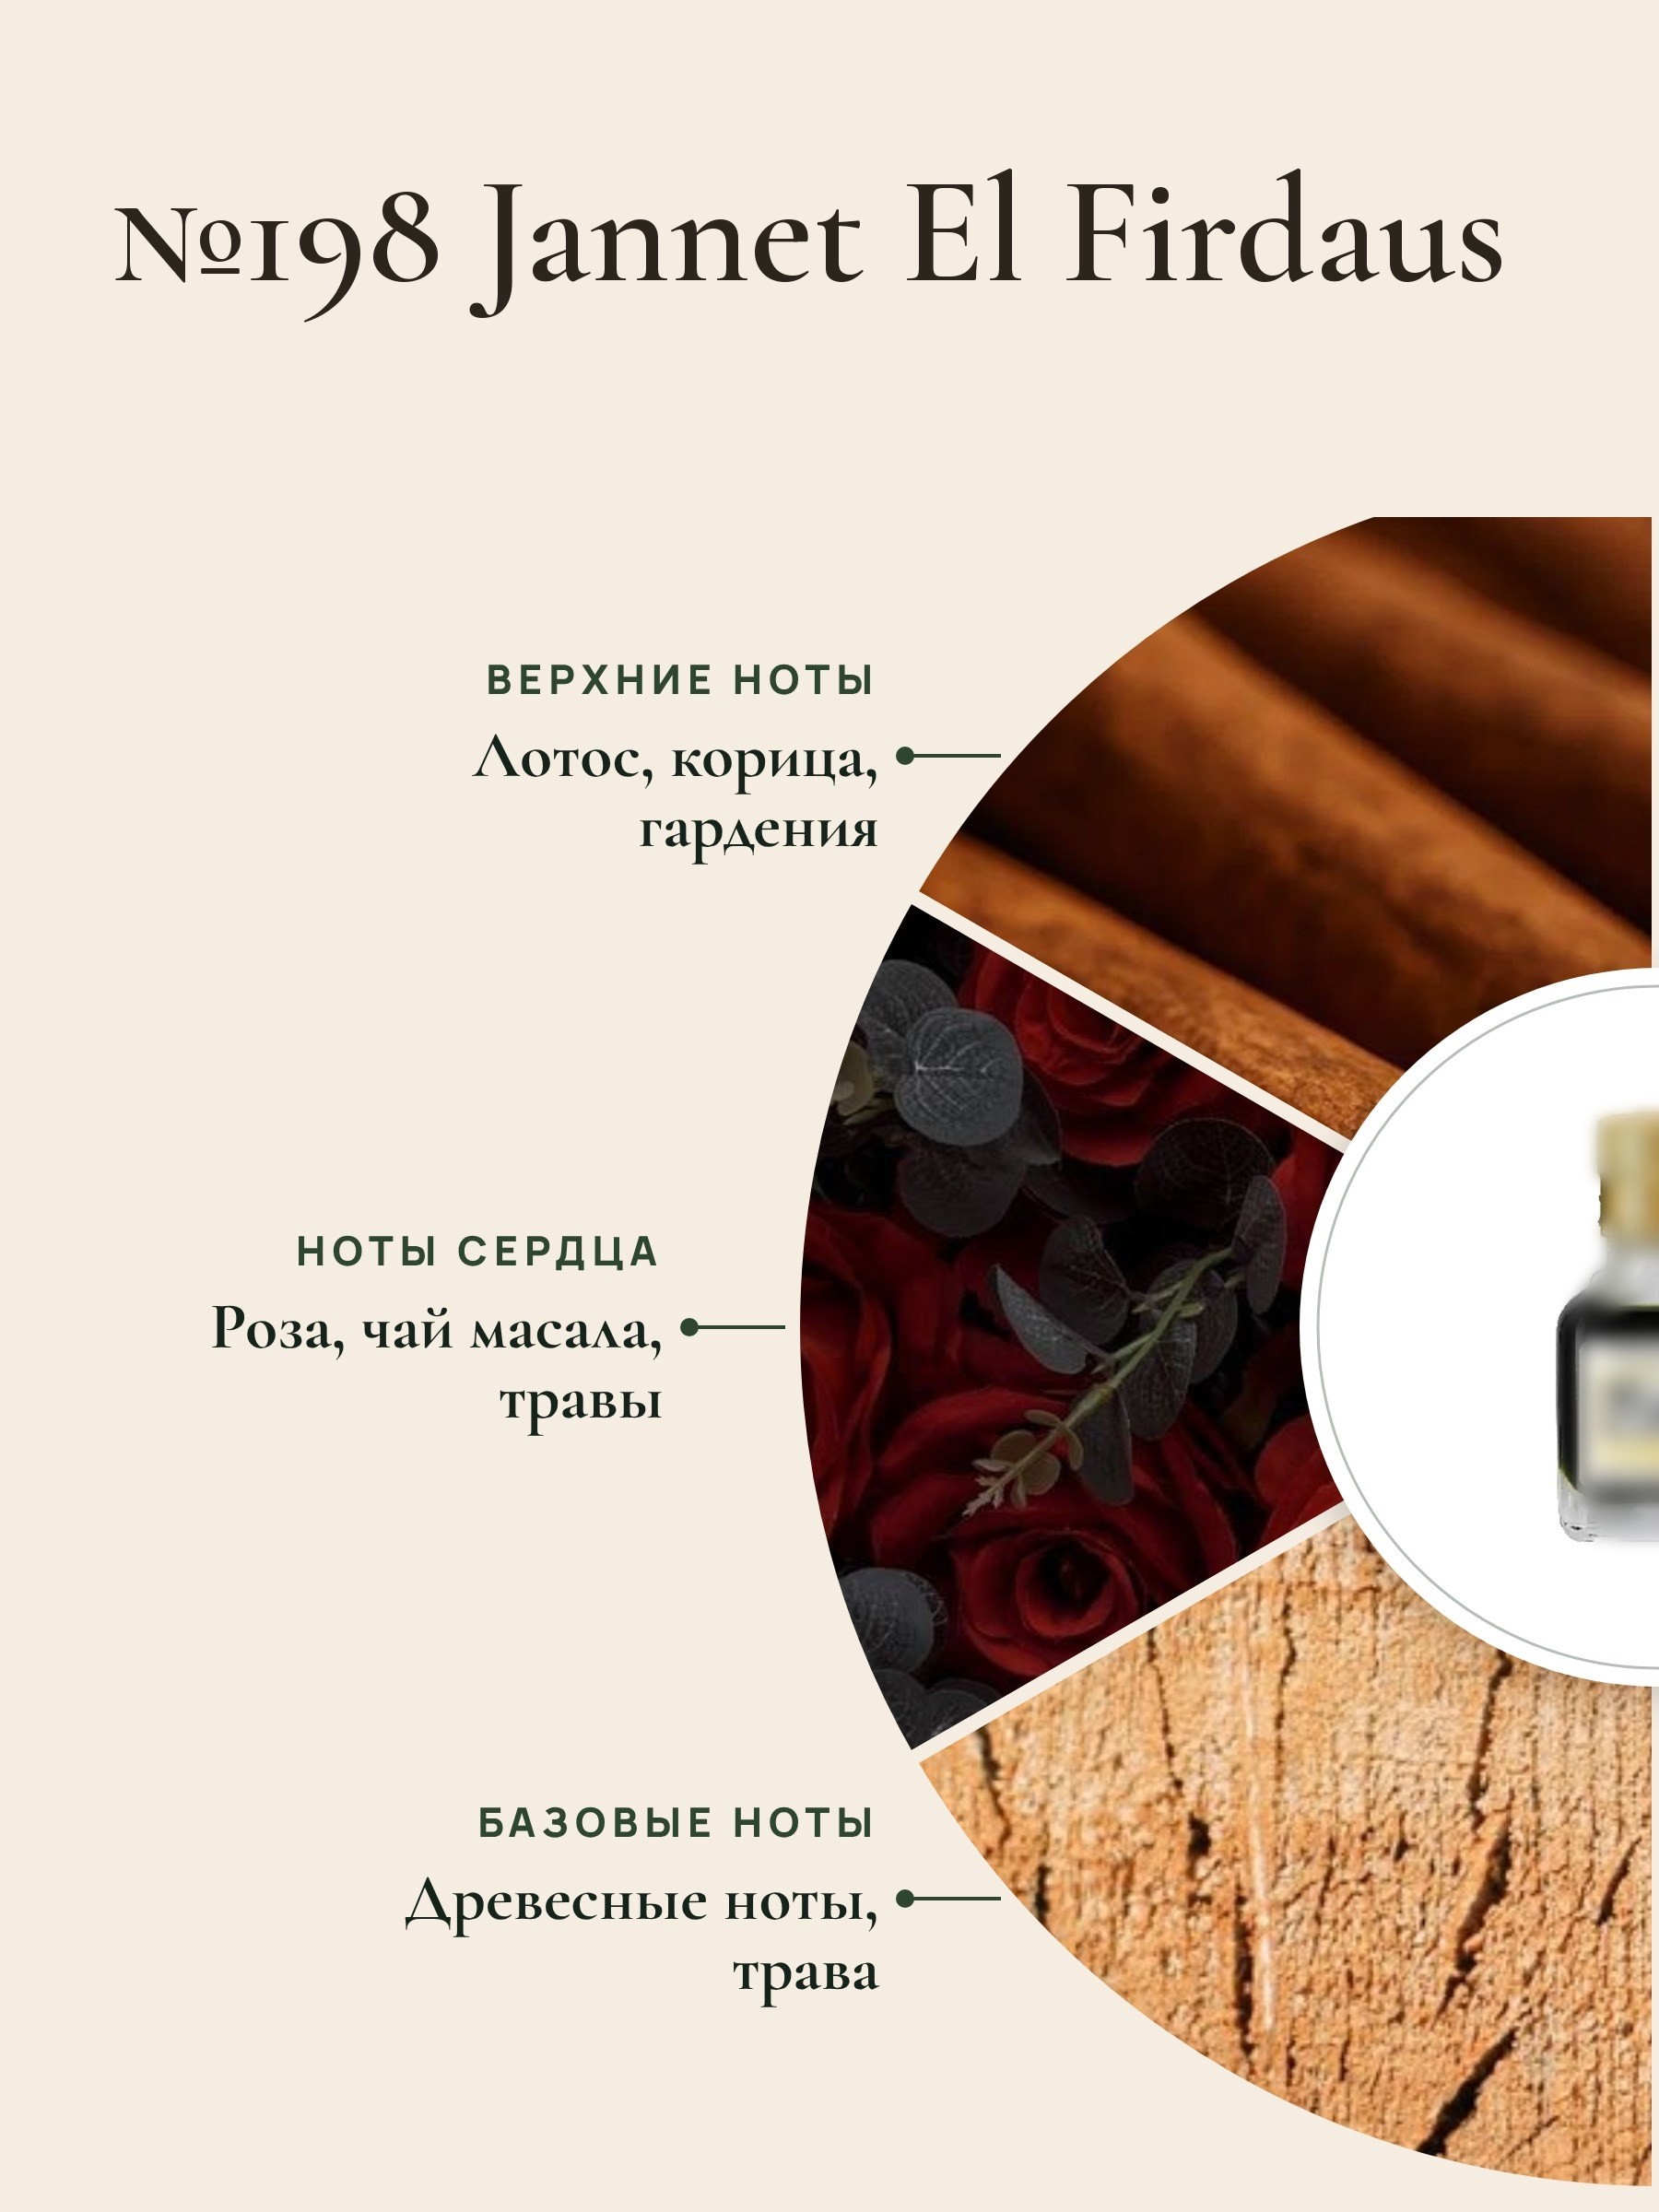 №198 Jannet El Firdaus
ВЕРХНИЕ НОТЫ
Лотос, корица,
гардения
НОТЫ СЕРДЦА
Роза, чай масала,
травы
БАЗОВЫЕ НОТЫ
Древесные ноты,
трава